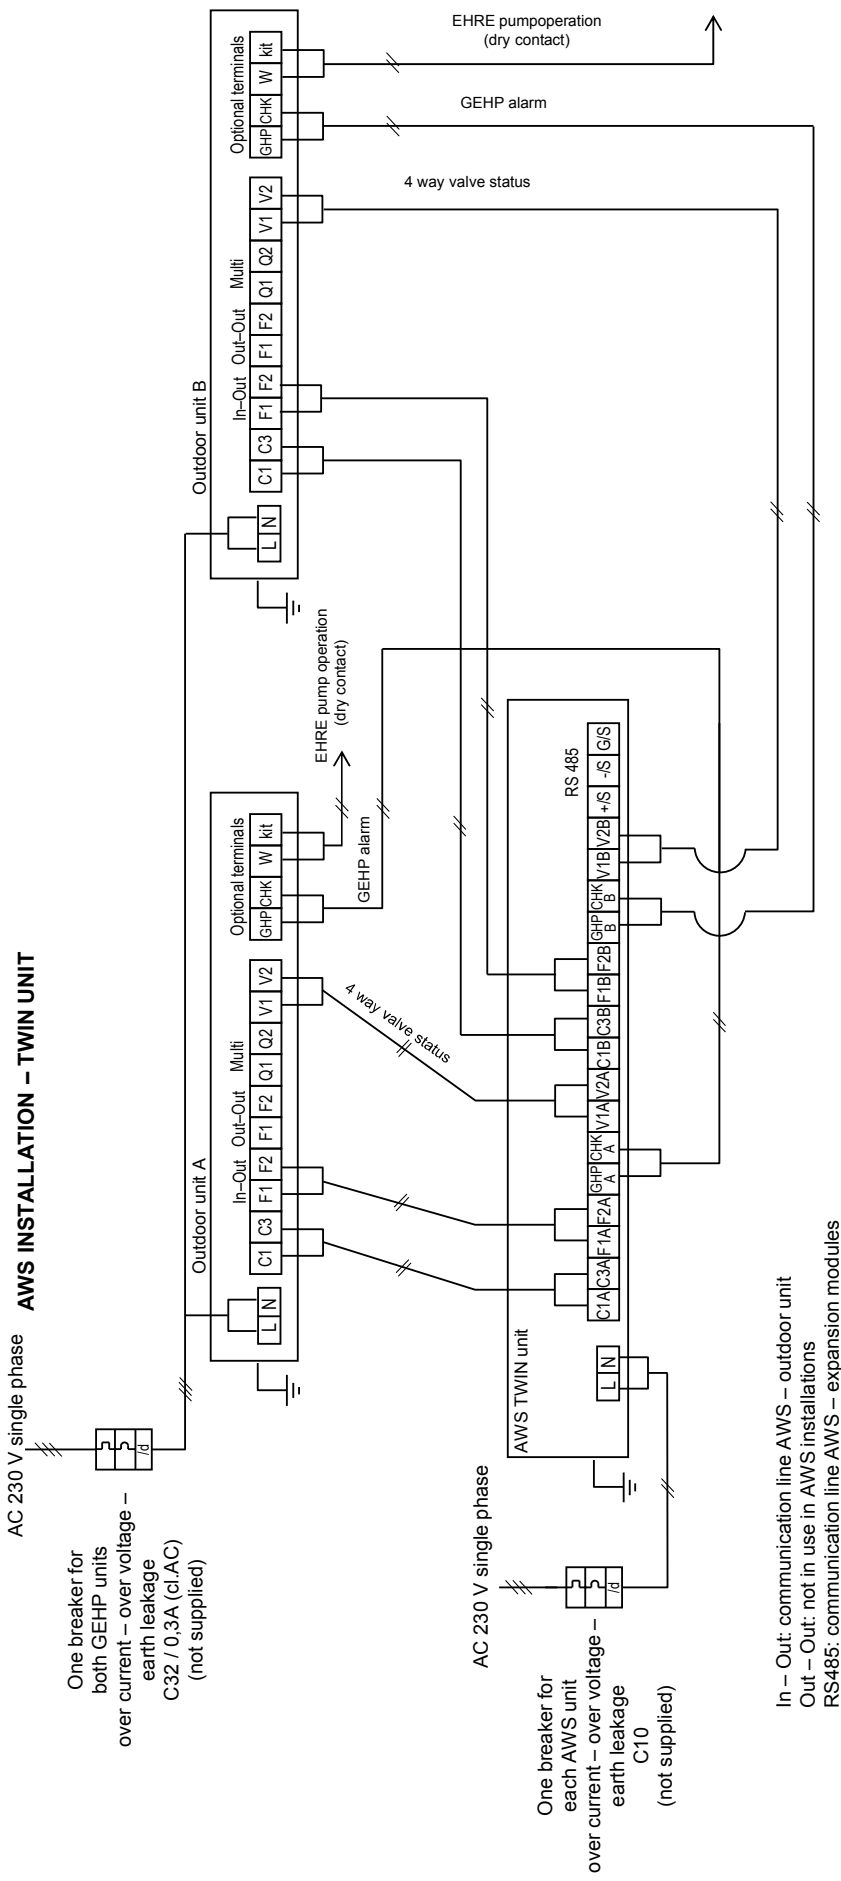 AWS INSTALLATION – TWIN UNIT
AC 230 V single phase
One breaker for
both GEHP units
over current – over voltage –
earth leakage
C32 / 0,3A (cl.AC)
(not supplied)
/d
Outdoor unit A
L N
In–Out Out–Out Multi
C1 C3 F1 F2 F1 F2 Q1 Q2 V1 V2
Optional terminals
GHP CHK W kit
EHRE pump operation
(dry contact)
GEHP alarm
4 way valve status
Outdoor unit B
L N
In–Out Out–Out Multi
C1 C3 F1 F2 F1 F2 Q1 Q2 V1 V2
Optional terminals
GHP CHK W kit
EHRE pumpoperation
(dry contact)
GEHP alarm
4 way valve status
AC 230 V single phase
One breaker for
each AWS unit
over current – over voltage –
earth leakage
C10
(not supplied)
/d
AWS TWIN unit
L N
RS 485
C1A C3A F1A F2A GHP A CHK A V1A V2A C1B C3B F1B F2B GHP B CHK B V1B V2B +/S -/S G/S
In – Out: communication line AWS – outdoor unit
Out – Out: not in use in AWS installations
RS485: communication line AWS – expansion modules